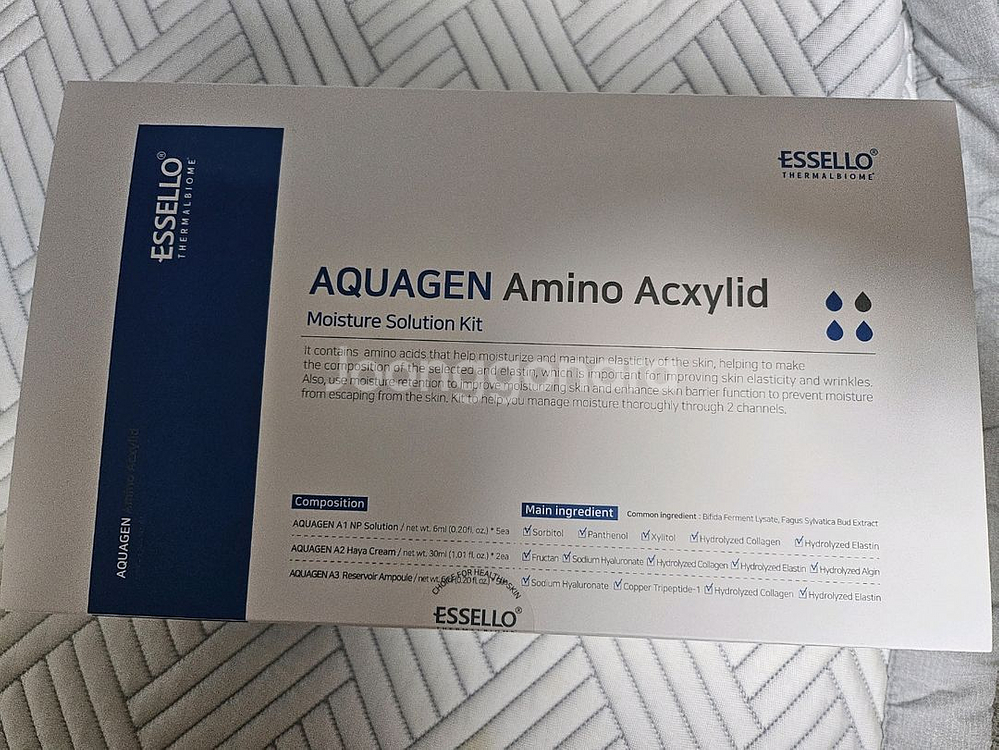 ESSELLO®
THERMALBIOME
AQUAGEN Amino Acxylid
ESSELLO®
THERMALBIOME
AQUAGEN Amino Acxylid
Moisture Solution Kit
It contains amino acids that help moisturize and maintain elasticity of the skin, helping to make
the composition of the selected and elastin, which is important for improving skin elasticity and wrinkles.
Also, use moisture retention to improve moisturizing skin and enhance skin barrier function to prevent moisture
from escaping from the skin. Kit to help you manage moisture thoroughly through 2 channels.
Composition
AQUAGEN A1 NP Solution / net wt. 6ml (0.20fl. oz.) * 5ea
AQUAGEN A2 Haya Cream / net wt. 30ml (1.01 fl. oz.) * 2ea
AQUAGEN A3 Reservoir Ampoule / net wt.
Main ingredient
Common ingredient : Bifida Ferment Lysate, Fagus Sylvatica Bud Extract
Sorbitol Panthenol Xylitol Hydrolyzed Collagen Hydrolyzed Elastin
Fructan Sodium Hyaluronate Hydrolyzed Collagen Hydrolyzed Elastin Hydrolyzed Algin
Sodium Hyaluronate Copper Tripeptide-1 Hydrolyzed Collagen Hydrolyzed Elastin
CHOICE FOR HEALTHY SKIN
ESSELLO®
THERMALBIOME